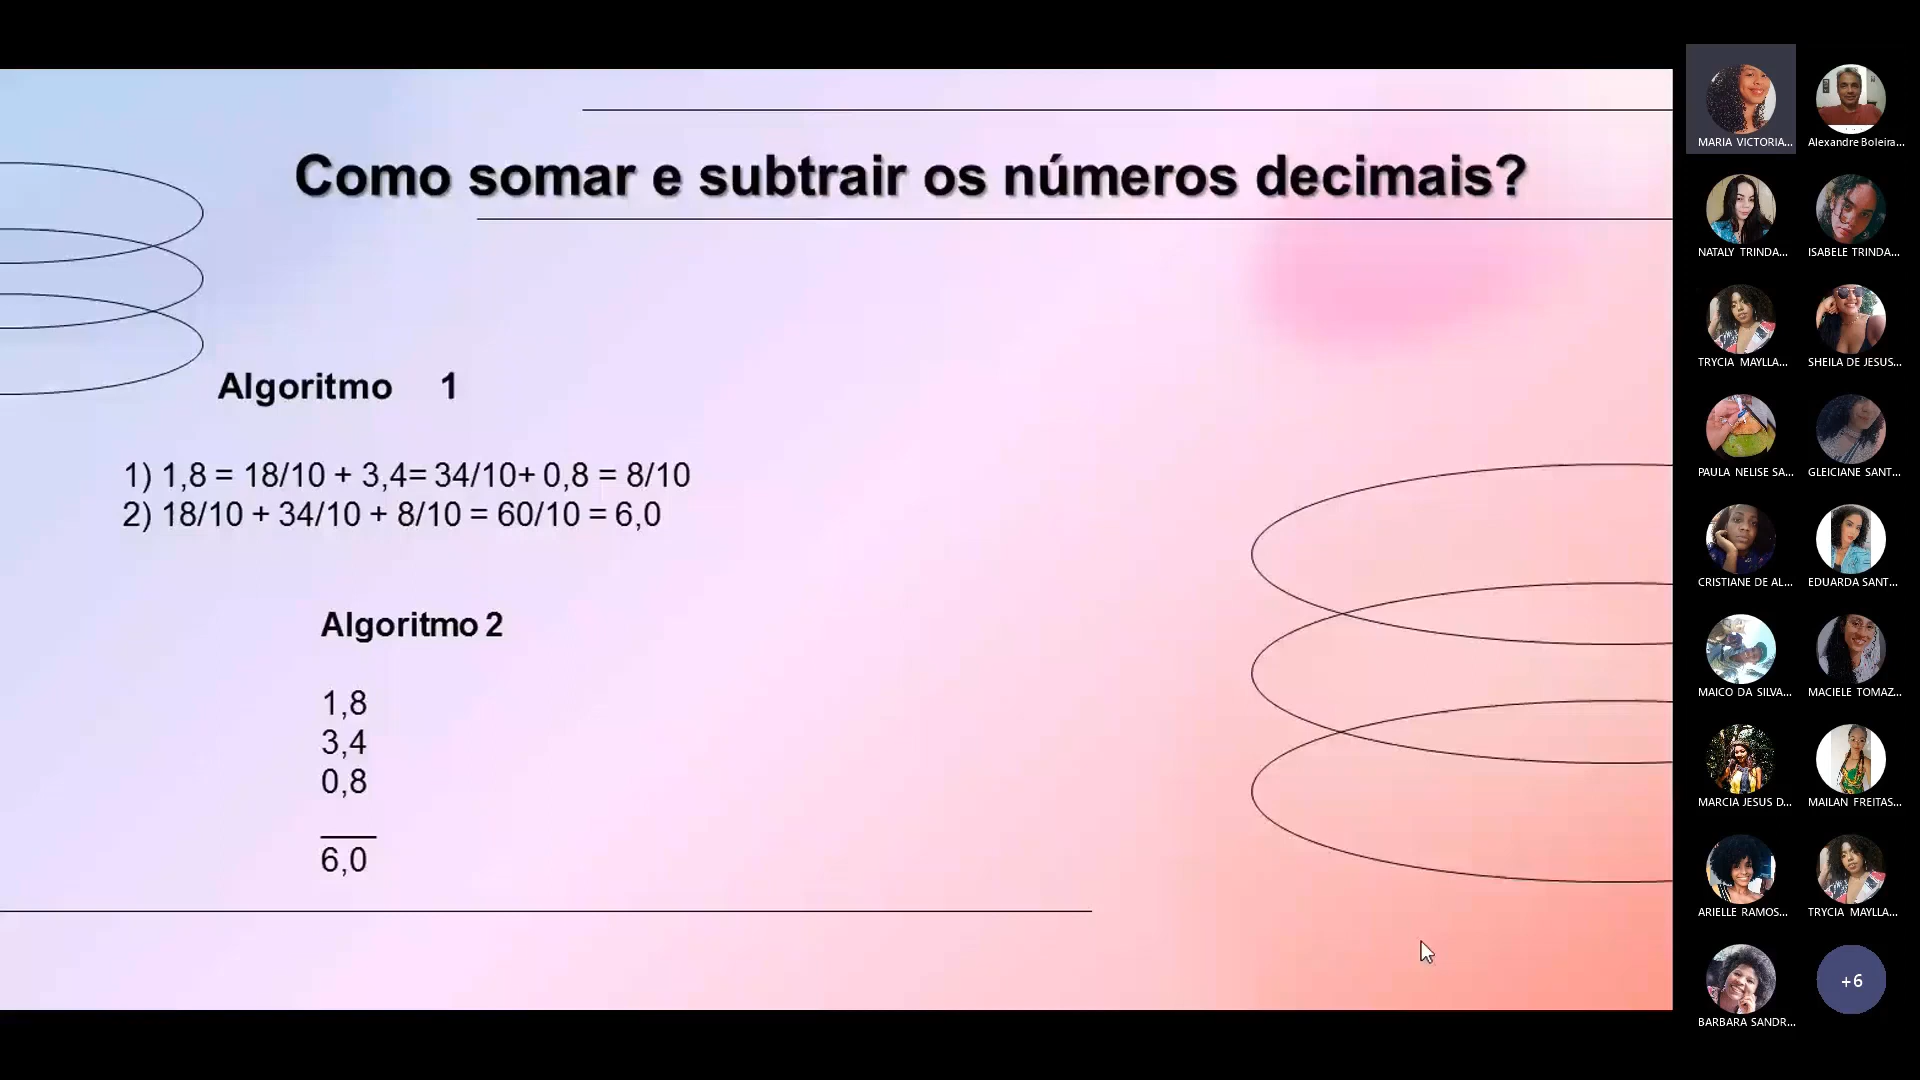 Como somar e subtrair os números decimais?
Algoritmo 1
1) 1,8 = 18/10 + 3,4= 34/10+ 0,8 = 8/10
2) 18/10 + 34/10 + 8/10 = 60/10 = 6,0
Algoritmo 2
1,8
3,4
0,8
6,0
MARIA VICTORIA...
Alexandre Boleira...
NATALY TRINDA...
ISABELE TRINDA...
TRYCIA MAYLLA...
SHEILA DE JESUS...
PAULA NELISE SA...
GLEICIANE SANT...
CRISTIANE DE AL...
EDUARDA SANT...
MAICO DA SILVA...
MACIELE TOMAZ...
MARCIA JESUS D...
MAILAN FREITAS...
ARIELLE RAMOS...
TRYCIA MAYLLA...
BARBARA SANDR...
+6